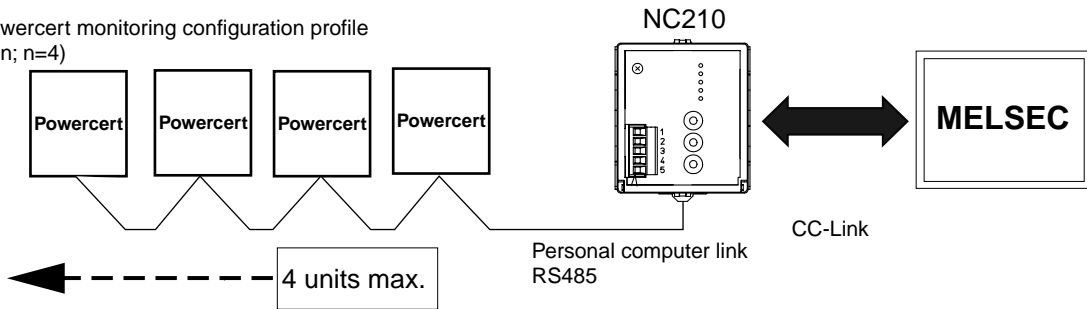 wercert monitoring configuration profile
n; n=4)
NC210
Powercert
Powercert
Powercert
Powercert
1
2
3
4
5
MELSEC
CC-Link
Personal computer link
RS485
4 units max.